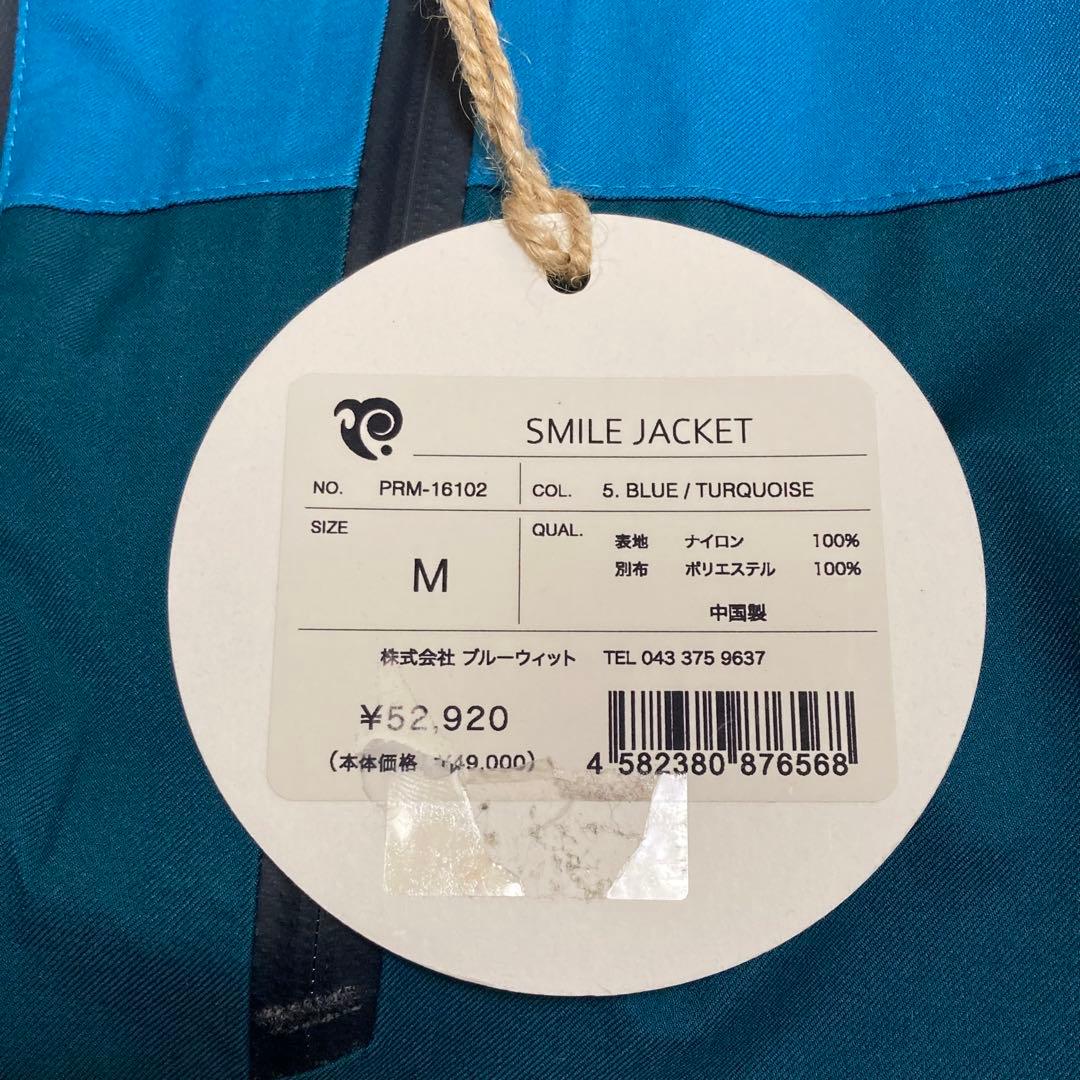 SMILE JACKET
NO. PRM-16102 COL. 5. BLUE / TURQUOISE
SIZE M QUAL. 表地 ナイロン 100%
別布 ポリエステル 100%
中国製
株式会社 ブルーウィット TEL 043 375 9637
¥52,920
(本体価格 ¥49,000)
4 582380 876568